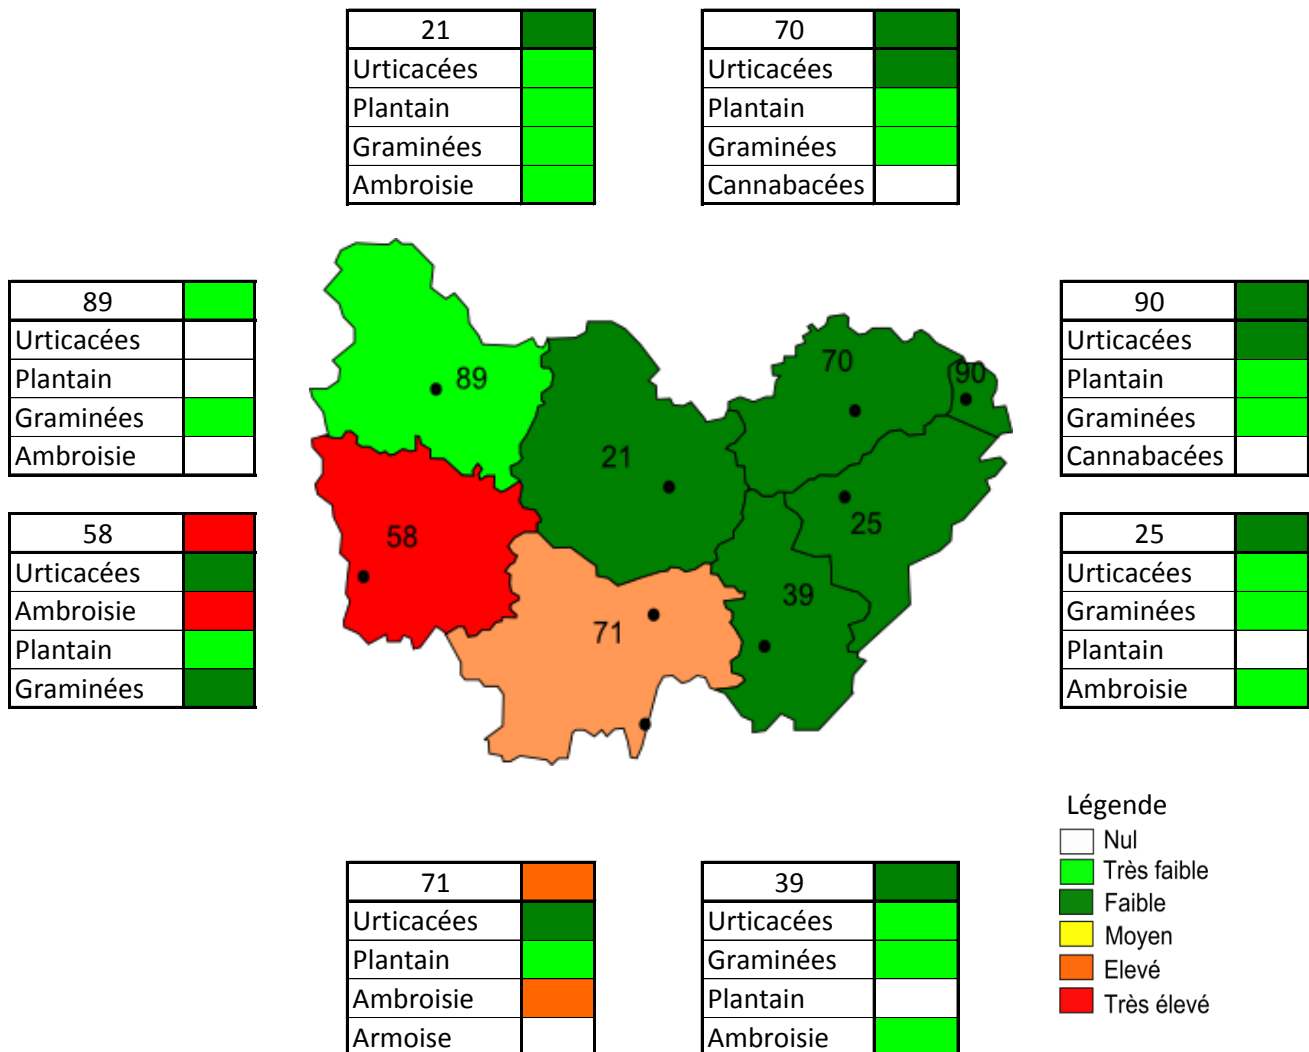 21
Urticacées
Plantain
Graminées
Ambroisie
70
Urticacées
Plantain
Graminées
Cannabacées
89
Urticacées
Plantain
Graminées
Ambroisie
58
Urticacées
Ambroisie
Plantain
Graminées
89
70
90
21
25
58
39
71
90
Urticacées
Plantain
Graminées
Cannabacées
25
Urticacées
Graminées
Plantain
Ambroisie
71
Urticacées
Plantain
Ambroisie
Armoise
39
Urticacées
Graminées
Plantain
Ambroisie
Légende
Nul
Très faible
Faible
Moyen
Elevé
Très élevé